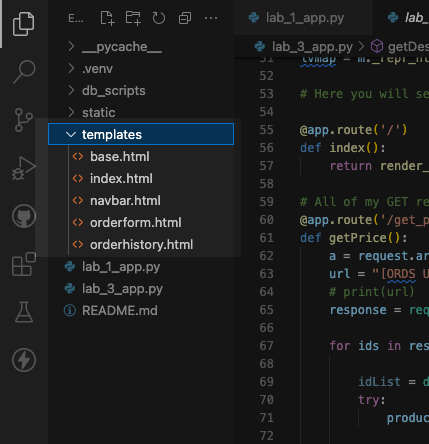 E...
lab_1_app.py
lab_
__pycache__
lab_3_app.py
getDes
.venv
db_scripts
static
templates
base.html
index.html
navbar.html
orderform.html
orderhistory.html
lab_1_app.py
lab_3_app.py
README.md
51 lvmap = m._repr_ht
52
53 # Here you will se
54
55 @app.route('/')
56 def index():
57 return render_
58
59 # All of my GET re
60 @app.route('/get_p
61 def getPrice():
62 a = request.ar
63 url = "[ORDS U
64 # print(url)
65 response = req
66
67 for ids in res
68
69 idList = d
70 try:
71 produc
72